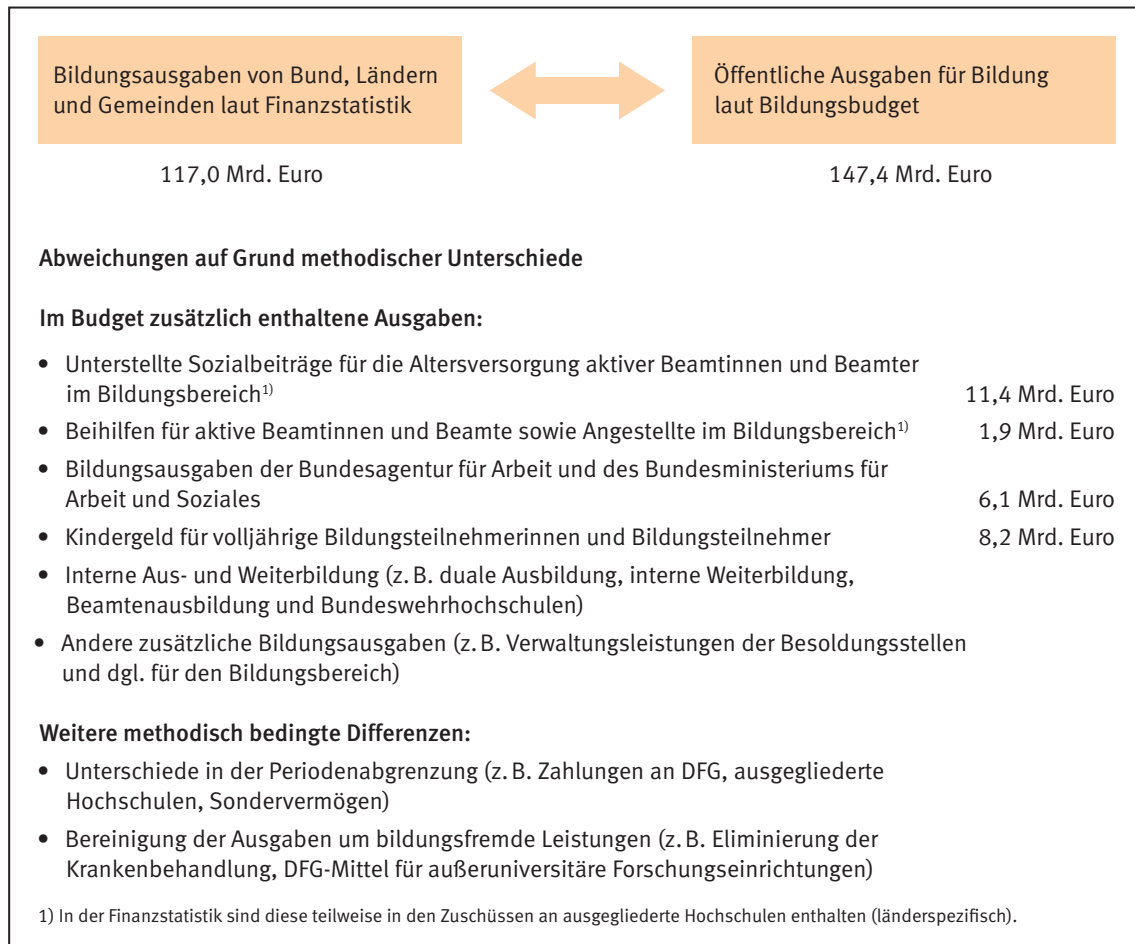 Bildungsausgaben von Bund, Ländern
und Gemeinden laut Finanzstatistik
Öffentliche Ausgaben für Bildung
laut Bildungsbudget
117,0 Mrd. Euro
147,4 Mrd. Euro
Abweichungen auf Grund methodischer Unterschiede
Im Budget zusätzlich enthaltene Ausgaben:
• Unterstellte Sozialbeiträge für die Altersversorgung aktiver Beamtinnen und Beamter
im Bildungsbereich1) 11,4 Mrd. Euro
• Beihilfen für aktive Beamtinnen und Beamte sowie Angestellte im Bildungsbereich1) 1,9 Mrd. Euro
• Bildungsausgaben der Bundesagentur für Arbeit und des Bundesministeriums für
Arbeit und Soziales 6,1 Mrd. Euro
• Kindergeld für volljährige Bildungsteilnehmerinnen und Bildungsteilnehmer 8,2 Mrd. Euro
• Interne Aus- und Weiterbildung (z. B. duale Ausbildung, interne Weiterbildung,
Beamtenausbildung und Bundeswehrhochschulen)
• Andere zusätzliche Bildungsausgaben (z. B. Verwaltungsleistungen der Besoldungsstellen
und dgl. für den Bildungsbereich)
Weitere methodisch bedingte Differenzen:
• Unterschiede in der Periodenabgrenzung (z. B. Zahlungen an DFG, ausgegliederte
Hochschulen, Sondervermögen)
• Bereinigung der Ausgaben um bildungsfremde Leistungen (z. B. Eliminierung der
Krankenbehandlung, DFG-Mittel für außeruniversitäre Forschungseinrichtungen)
1) In der Finanzstatistik sind diese teilweise in den Zuschüssen an ausgegliederte Hochschulen enthalten (länderspezifisch).